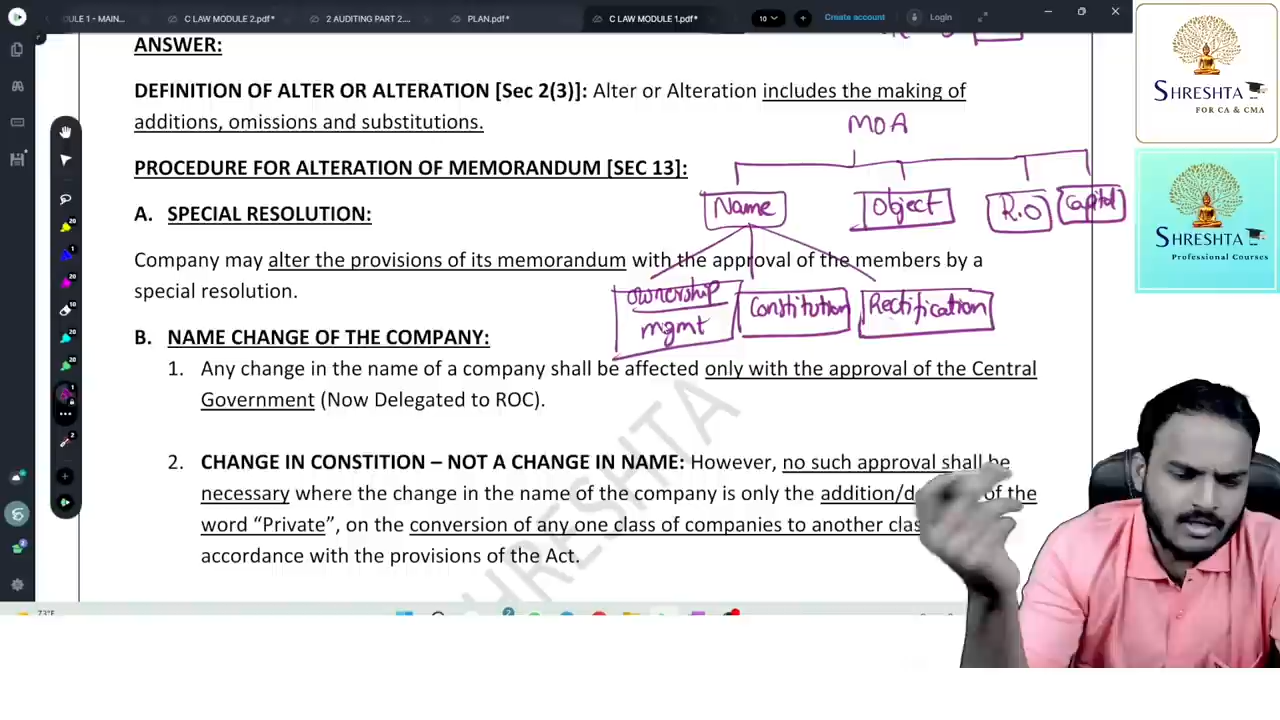 ULE 1 - MAIN...
C LAW MODULE 2.pdf*
2 AUDITING PART 2....
PLAN.pdf*
C LAW MODULE 1.pdf*
10
Create account
Login
ANSWER:
DEFINITION OF ALTER OR ALTERATION [Sec 2(3)]: Alter or Alteration includes the making of
additions, omissions and substitutions.
MOA
PROCEDURE FOR ALTERATION OF MEMORANDUM [SEC 13]:
Name
Object
R.O
Capital
A. SPECIAL RESOLUTION:
Company may alter the provisions of its memorandum with the approval of the members by a
special resolution.
ownership
mgmt
Constitution
Rectification
B. NAME CHANGE OF THE COMPANY:
1. Any change in the name of a company shall be affected only with the approval of the Central
Government (Now Delegated to ROC).
2. CHANGE IN CONSTITION – NOT A CHANGE IN NAME: However, no such approval shall be
necessary where the change in the name of the company is only the addition/d of the
word “Private”, on the conversion of any one class of companies to another clas
accordance with the provisions of the Act.
SHRESHTA
SHRESHTA
FOR CA & CMA
SHRESHTA
Professional Courses
73°F